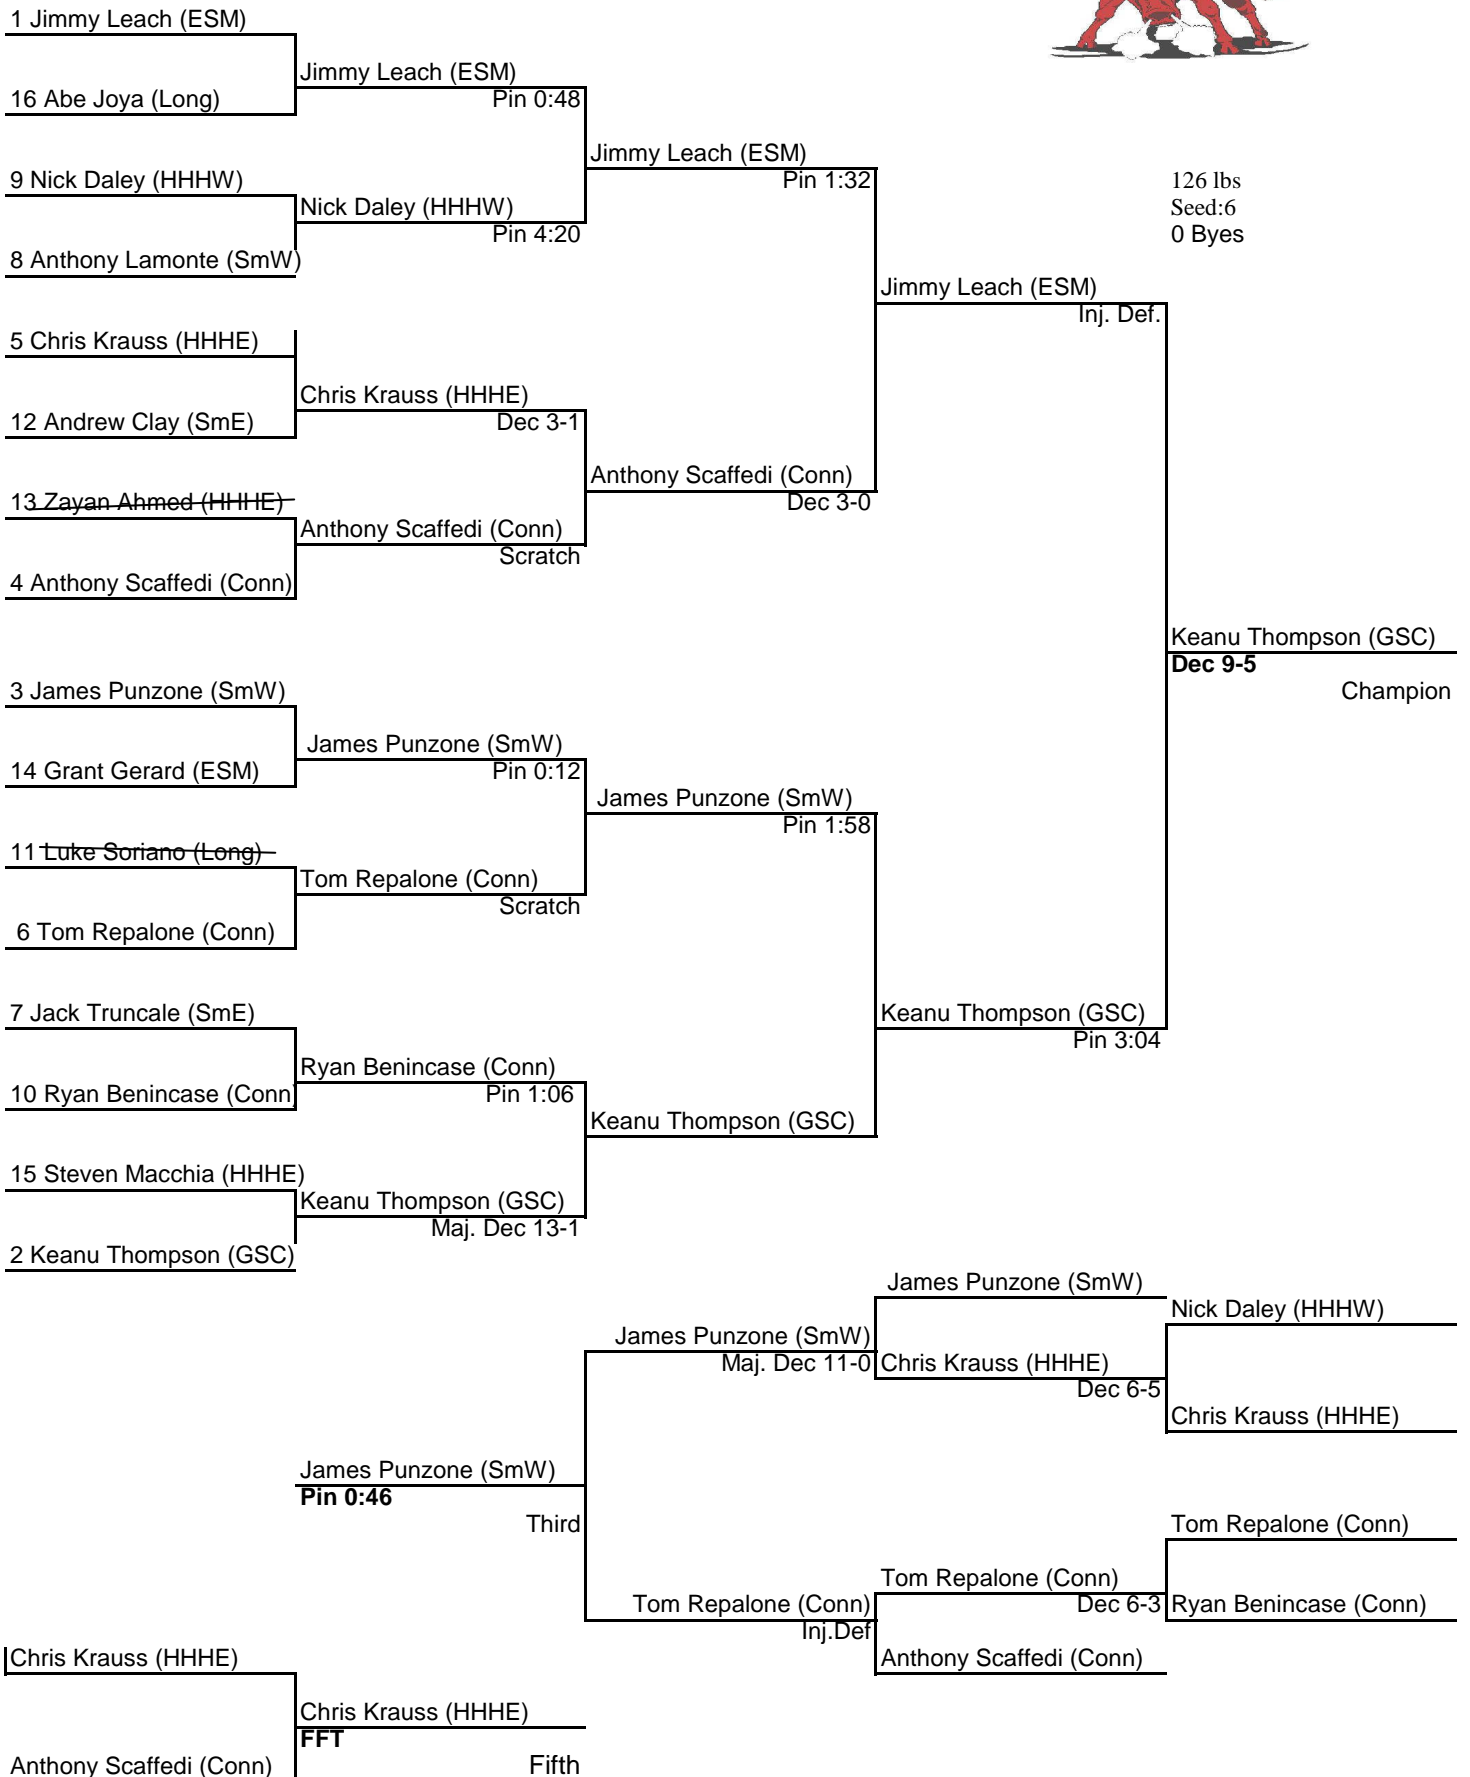 1 Jimmy Leach (ESM)
Jimmy Leach (ESM)
Pin 0:48
16 Abe Joya (Long)
Jimmy Leach (ESM)
Pin 1:32
9 Nick Daley (HHHW)
126 lbs
Seed:6
0 Byes
Nick Daley (HHHW)
Pin 4:20
8 Anthony Lamonte (SmW)
Jimmy Leach (ESM)
Inj. Def.
5 Chris Krauss (HHHE)
Chris Krauss (HHHE)
Dec 3-1
12 Andrew Clay (SmE)
Anthony Scaffedi (Conn)
Dec 3-0
13 Zayan Ahmed (HHHE)
Anthony Scaffedi (Conn)
Scratch
4 Anthony Scaffedi (Conn)
Keanu Thompson (GSC)
Dec 9-5
Champion
3 James Punzone (SmW)
James Punzone (SmW)
Pin 0:12
14 Grant Gerard (ESM)
James Punzone (SmW)
Pin 1:58
11 Luke Soriano (Long)
Tom Repalone (Conn)
Scratch
6 Tom Repalone (Conn)
7 Jack Truncale (SmE)
Keanu Thompson (GSC)
Pin 3:04
Ryan Benincase (Conn)
Pin 1:06
10 Ryan Benincase (Conn)
Keanu Thompson (GSC)
15 Steven Macchia (HHHE)
Keanu Thompson (GSC)
Maj. Dec 13-1
2 Keanu Thompson (GSC)
James Punzone (SmW)
Nick Daley (HHHW)
James Punzone (SmW)
Maj. Dec 11-0
Chris Krauss (HHHE)
Dec 6-5
Chris Krauss (HHHE)
James Punzone (SmW)
Pin 0:46
Third
Tom Repalone (Conn)
Tom Repalone (Conn)
Dec 6-3
Ryan Benincase (Conn)
Tom Repalone (Conn)
Inj.Def
Anthony Scaffedi (Conn)
Chris Krauss (HHHE)
Chris Krauss (HHHE)
FFT
Fifth
Anthony Scaffedi (Conn)